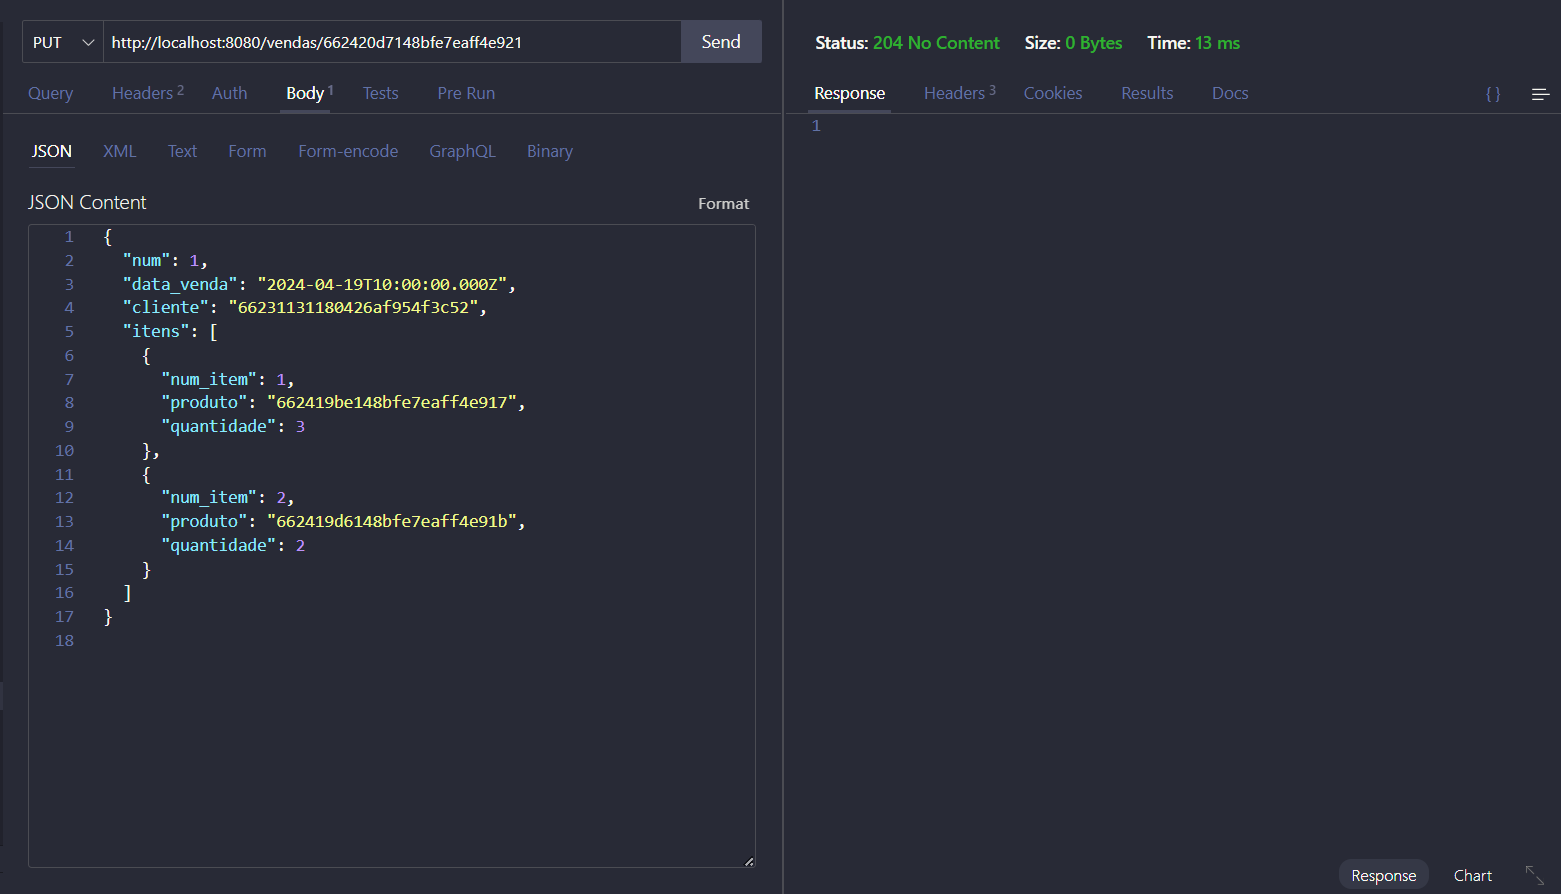 PUT http://localhost:8080/vendas/662420d7148bfe7eaff4e921 Send
Query Headers 2 Auth Body 1 Tests Pre Run
JSON XML Text Form Form-encode GraphQL Binary
JSON Content Format
1 {
2 "num": 1,
3 "data_venda": "2024-04-19T10:00:00.000Z",
4 "cliente": "66231131180426af954f3c52",
5 "itens": [
6 {
7 "num_item": 1,
8 "produto": "662419be148bfe7eaff4e917",
9 "quantidade": 3
10 },
11 {
12 "num_item": 2,
13 "produto": "662419d6148bfe7eaff4e91b",
14 "quantidade": 2
15 }
16 ]
17 }
18
Status: 204 No Content Size: 0 Bytes Time: 13 ms
Response Headers 3 Cookies Results Docs { }
1
Response Chart